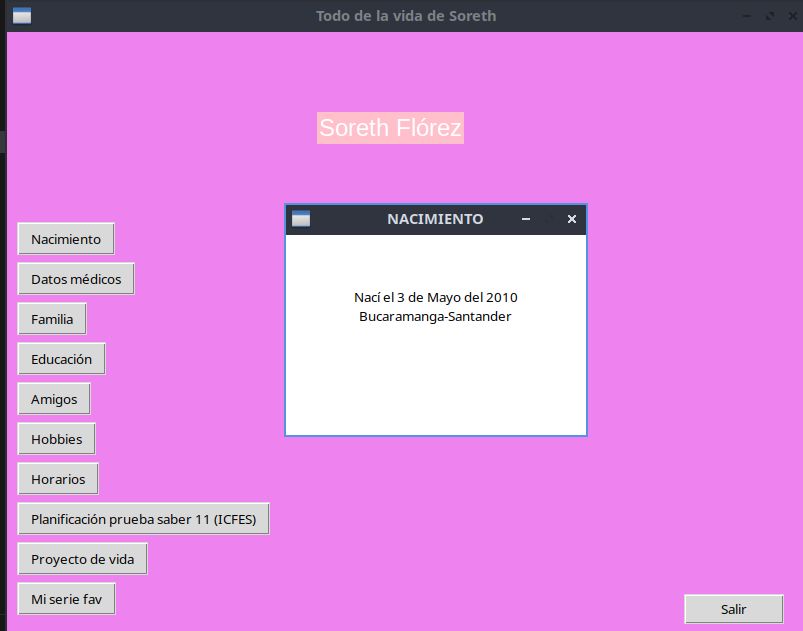 Todo de la vida de Soreth
Soreth Flórez
NACIMIENTO
Nací el 3 de Mayo del 2010
Bucaramanga-Santander
Nacimiento
Datos médicos
Familia
Educación
Amigos
Hobbies
Horarios
Planificación prueba saber 11 (ICFES)
Proyecto de vida
Mi serie fav
Salir